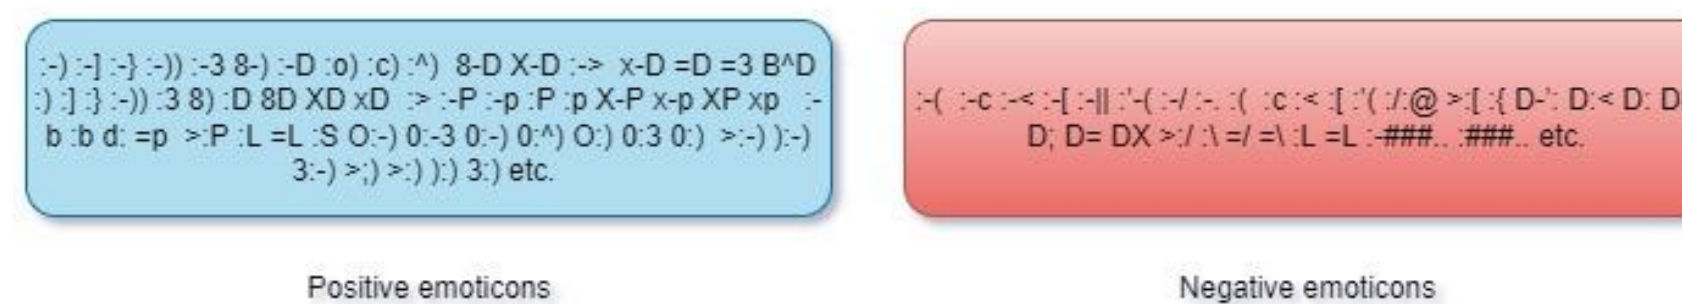 :-) :-] :-} :-)) :-3 8-) :-D :o) :c) :^)  8-D X-D :->  x-D =D =3 B^D
:) :] :} :-)) :3 8) :D 8D XD xD  :> :-P :-p :P :p X-P x-p XP xp  :-
b :b d: =p  >:P :L =L :S O:-) 0:-3 0:-) 0:^) O:) 0:3 0:)  >:-) ):-)
3:-) >;) >:) ):) 3:) etc.
:-(  :-c :-< :-[ :-|| :'-( :-/ :-. :(  :c :< :[ :'( :/:@ >:[ :{ D-': D:< D: D
D; D= DX >:/ :\ =/ =\ :L =L :-###.. :###.. etc.
Positive emoticons
Negative emoticons